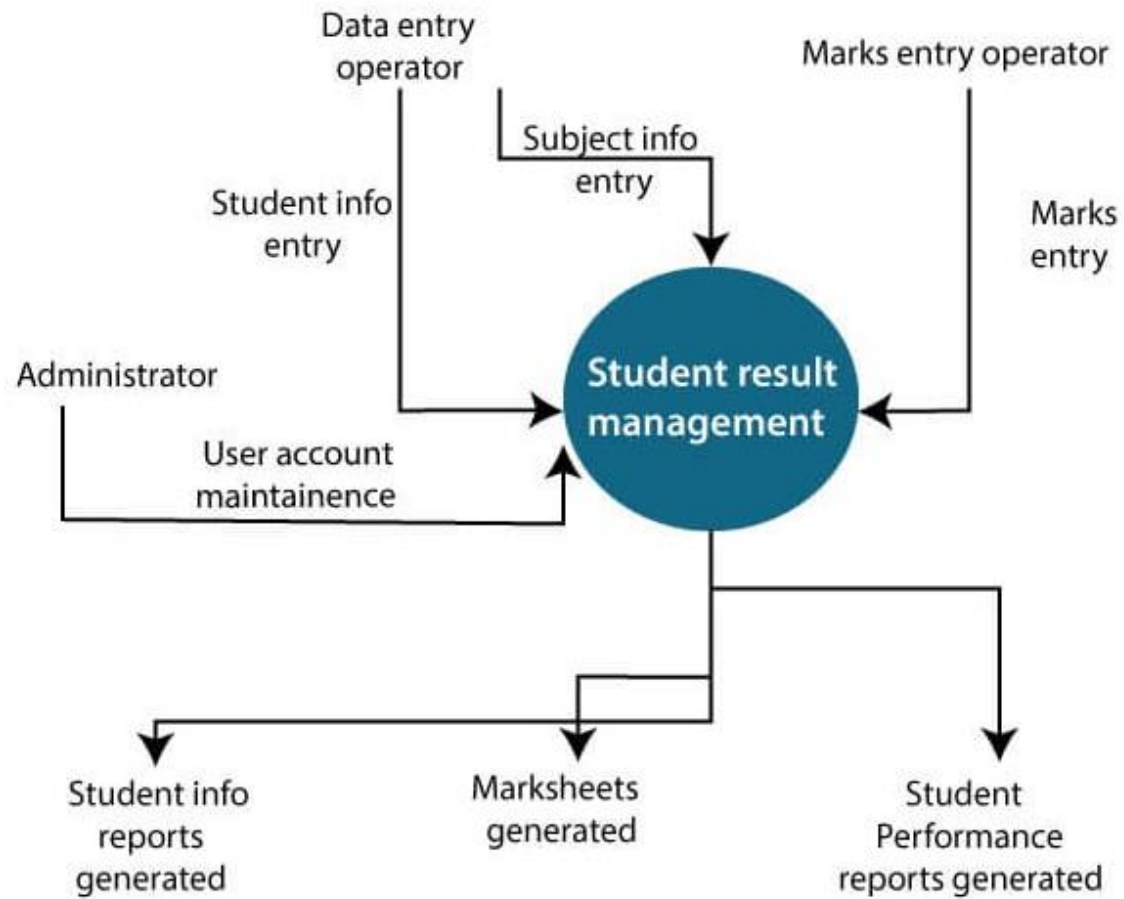 Data entry
operator
Marks entry operator
Subject info
entry
Student info
entry
Marks
entry
Administrator
Student result
management
User account
maintainence
Student info
reports
generated
Marksheets
generated
Student
Performance
reports generated